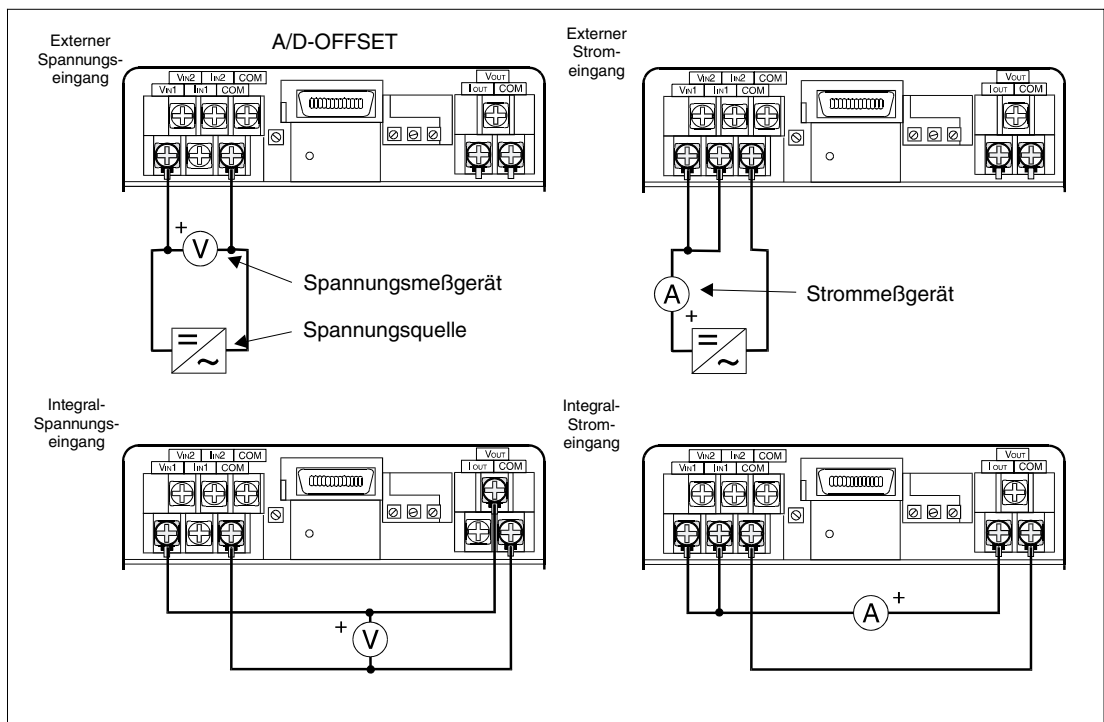 Externer
Spannungs-
eingang
A/D-OFFSET
VIN2 IIN2 COM
VIN1 IIN1 COM
VOUT
IOUT COM
+
V
Spannungsmeßgerät
Spannungsquelle
=
~
Externer
Strom-
eingang
VIN2 IIN2 COM
VIN1 IIN1 COM
VOUT
IOUT COM
A
+
Strommeßgerät
=
~
Integral-
Spannungs-
eingang
VIN2 IIN2 COM
VIN1 IIN1 COM
VOUT
IOUT COM
+
V
Integral-
Strom-
eingang
VIN2 IIN2 COM
VIN1 IIN1 COM
VOUT
IOUT COM
A
+